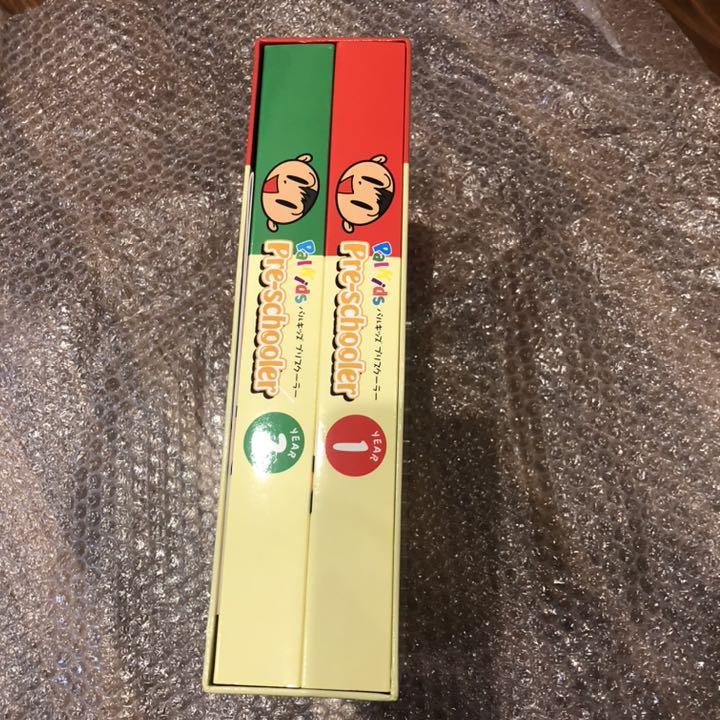 Palkids
パルキッズ プリスクーラー
Pre-schooler
YEAR
2
Palkids
パルキッズ プリスクーラー
Pre-schooler
YEAR
1